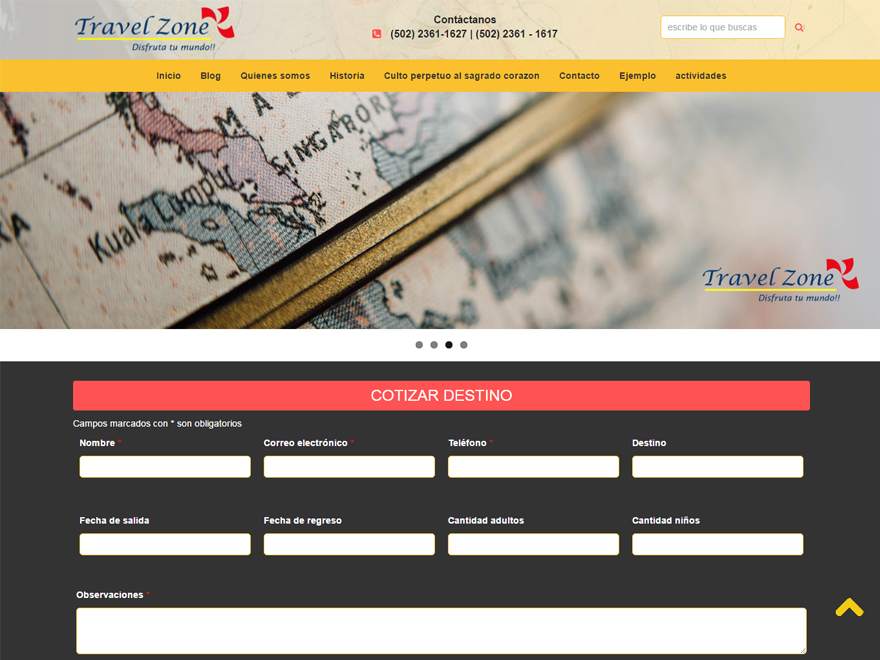 Travel Zone
Disfruta tu mundo!!
Contáctanos
(502) 2361-1627 | (502) 2361 - 1617
escribe lo que buscas
Inicio Blog Quienes somos Historia Culto perpetuo al sagrado corazon Contacto Ejemplo actividades
MA
SINGAPORE
Kuala Lumpur
KA
Travel Zone
Disfruta tu mundo!!
COTIZAR DESTINO
Campos marcados con * son obligatorios
Nombre * Correo electrónico * Teléfono * Destino
Fecha de salida Fecha de regreso Cantidad adultos Cantidad niños
Observaciones *